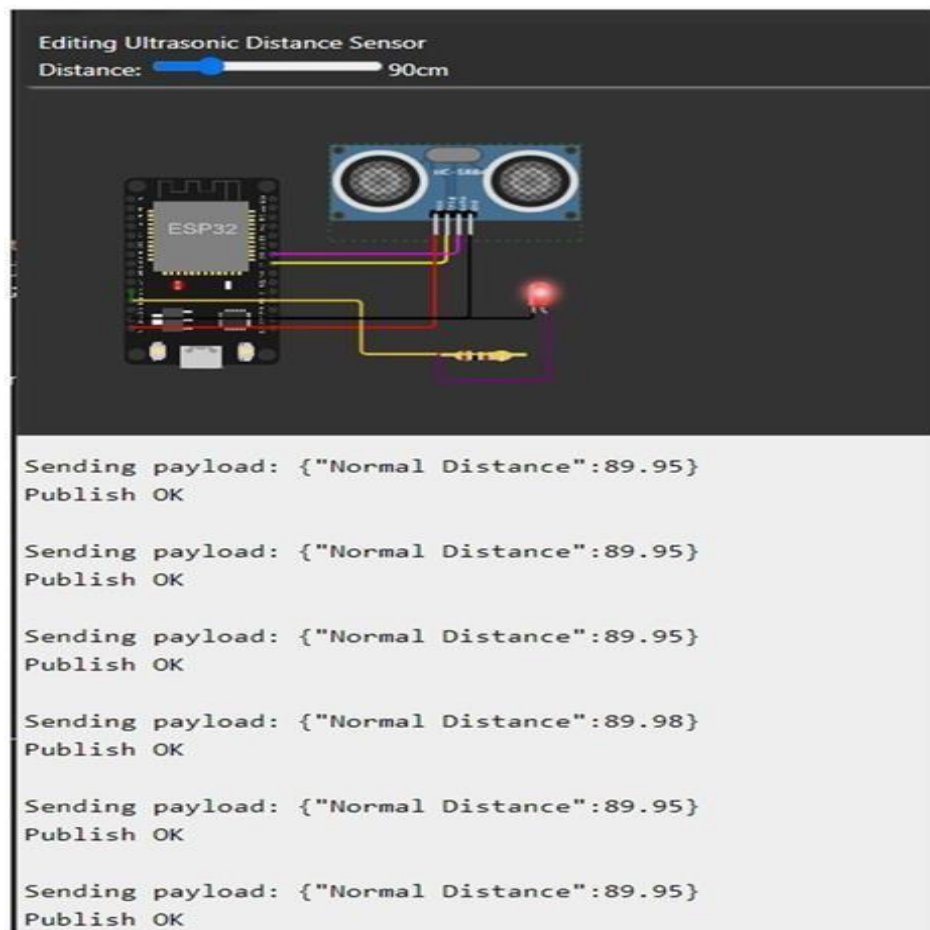 Editing Ultrasonic Distance Sensor
Distance: 90cm
ESP32
Sending payload: {"Normal Distance":89.95}
Publish OK
Sending payload: {"Normal Distance":89.95}
Publish OK
Sending payload: {"Normal Distance":89.95}
Publish OK
Sending payload: {"Normal Distance":89.98}
Publish OK
Sending payload: {"Normal Distance":89.95}
Publish OK
Sending payload: {"Normal Distance":89.95}
Publish OK